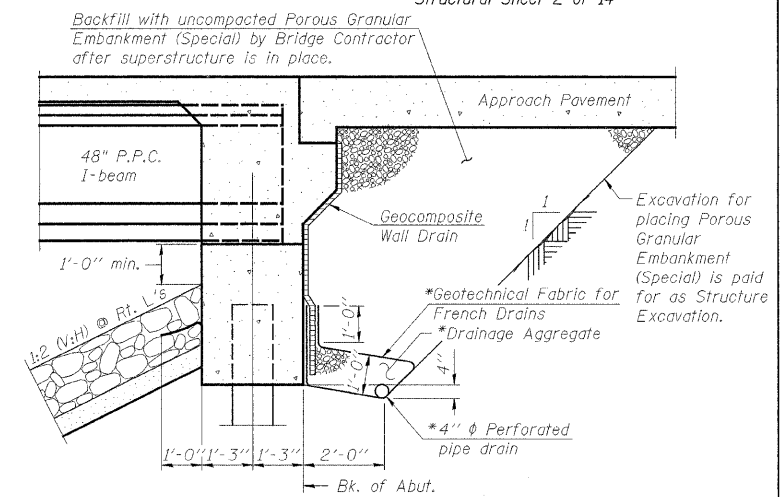 Structural Sheet 2 of 14
Backfill with uncompacted Porous Granular
Embankment (Special) by Bridge Contractor
after superstructure is in place.
Approach Pavement
48" P.P.C.
I-beam
Geocomposite
Wall Drain
1
1
Excavation for
placing Porous
Granular
Embankment
(Special) is paid
for as Structure
Excavation.
1'-0" min.
1:2 (V:H) @ Rt. L's
*Geotechnical Fabric for
French Drains
*Drainage Aggregate
1'-0"
1'-0"
4"
*4" ϕ Perforated
pipe drain
1'-0" 1'-3" 1'-3" 2'-0"
Bk. of Abut.